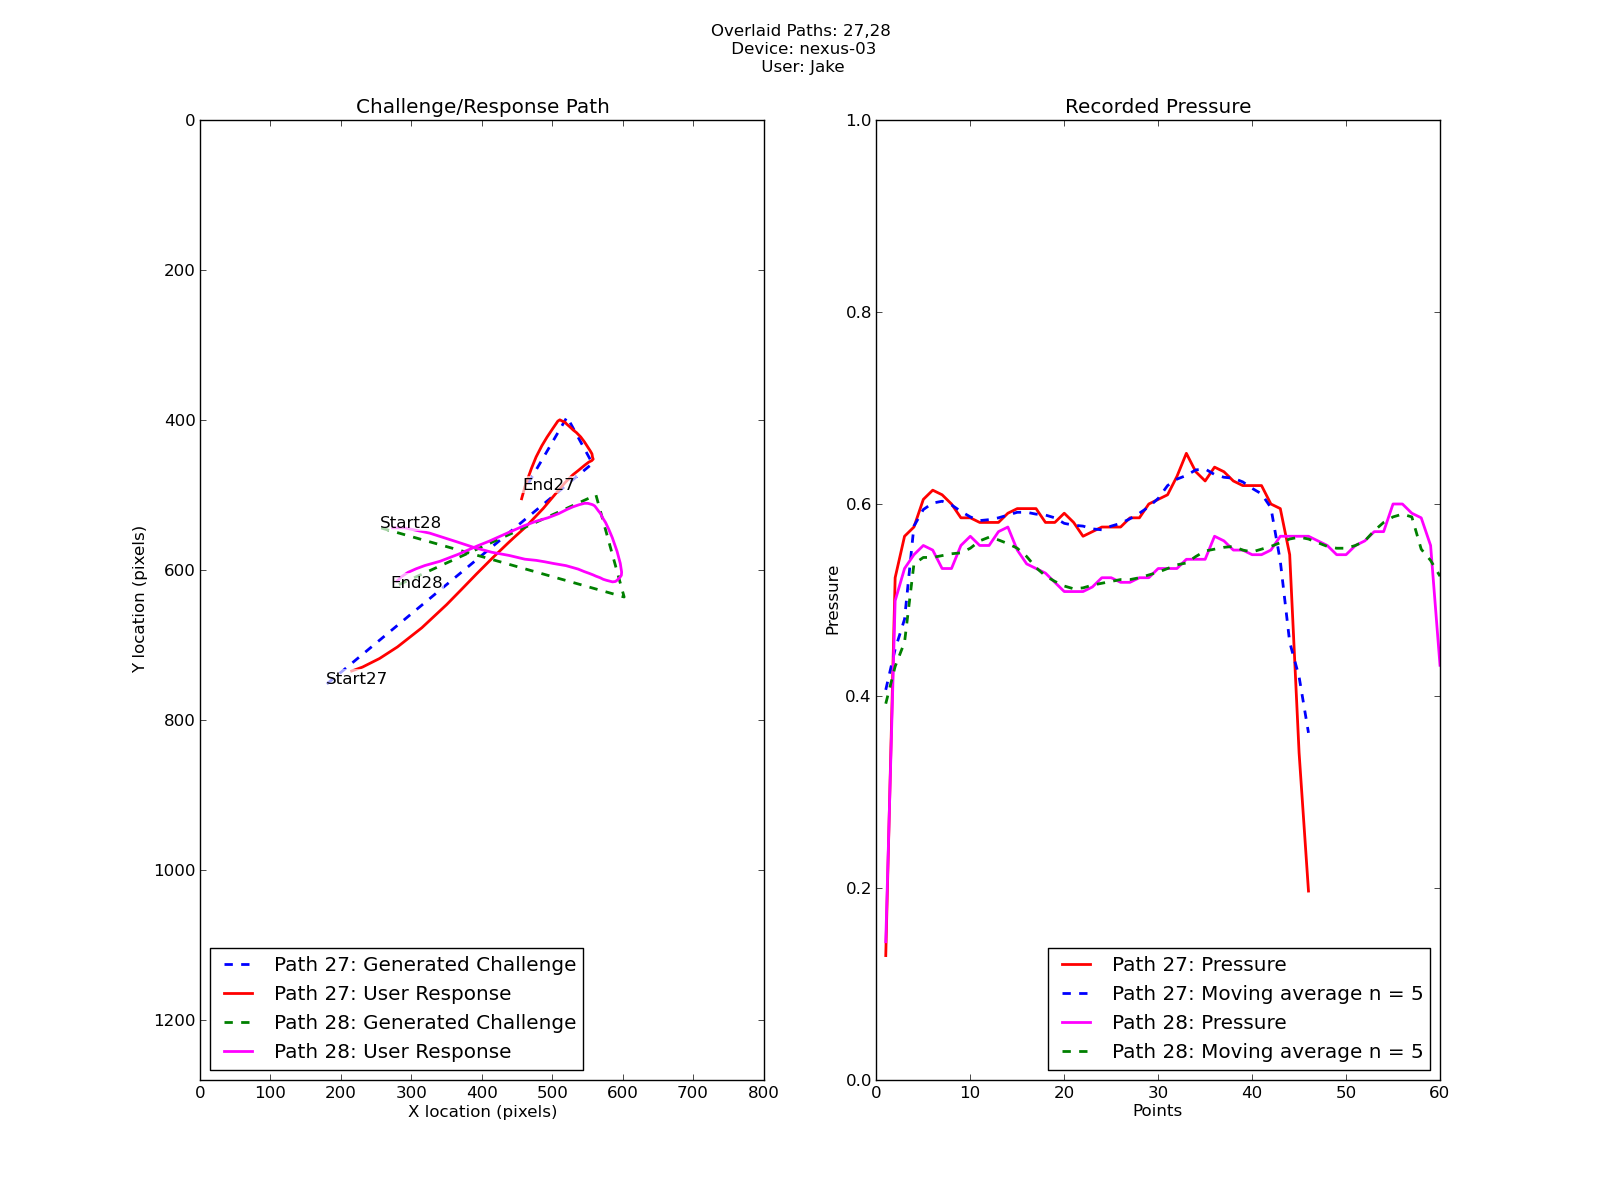 Overlaid Paths: 27,28
Device: nexus-03
User: Jake
Challenge/Response Path
0
200
400
600
800
1000
1200
Y location (pixels)
End27
Start28
End28
Start27
Path 27: Generated Challenge
Path 27: User Response
Path 28: Generated Challenge
Path 28: User Response
0 100 200 300 400 500 600 700 800
X location (pixels)
Recorded Pressure
1.0
0.8
0.6
0.4
0.2
0.0
Pressure
Path 27: Pressure
Path 27: Moving average n = 5
Path 28: Pressure
Path 28: Moving average n = 5
0 10 20 30 40 50 60
Points